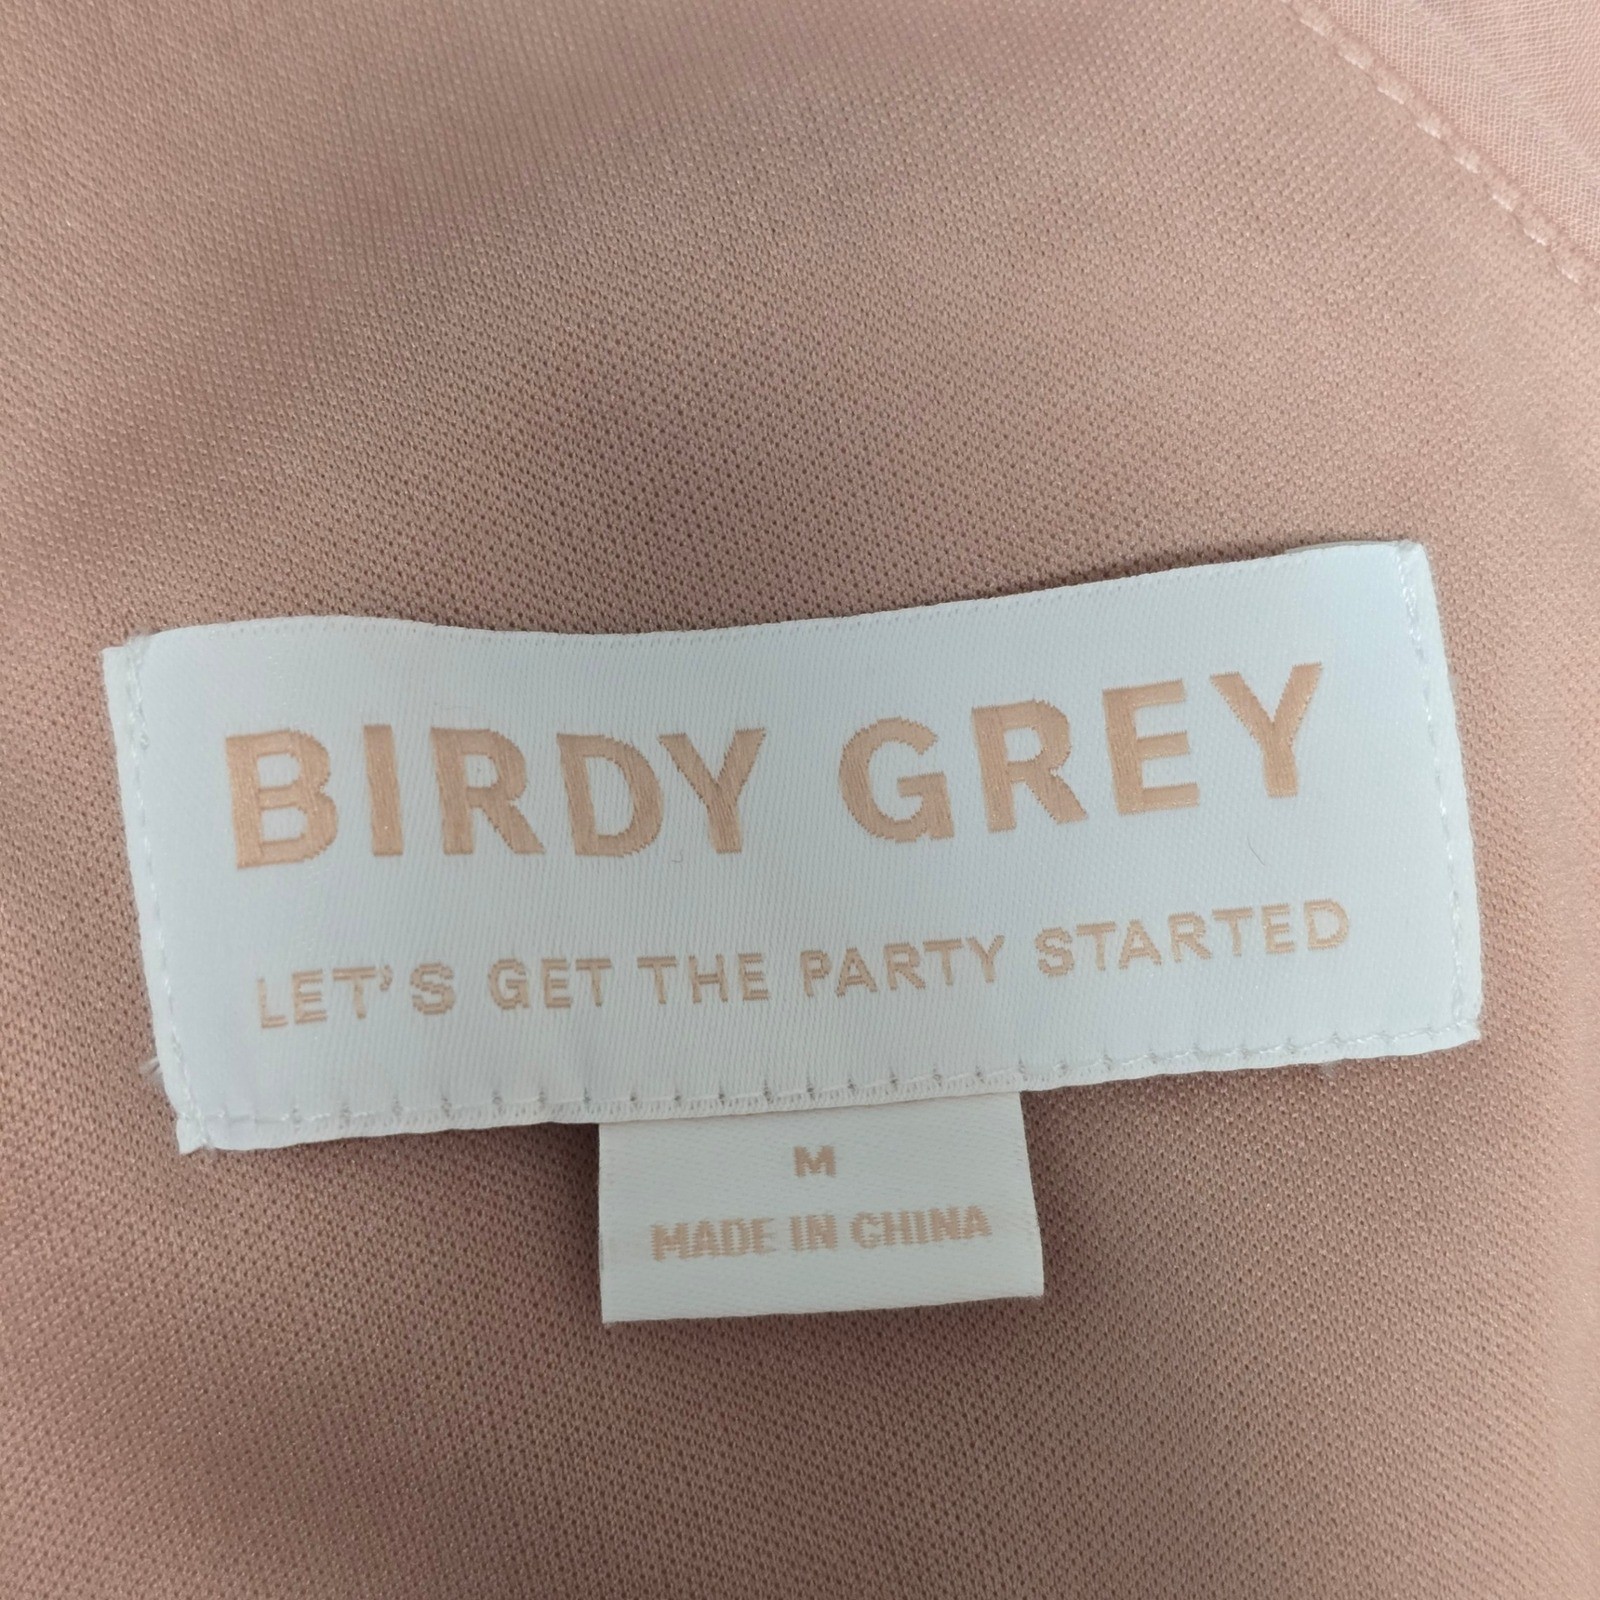 BIRDY GREY
LET'S GET THE PARTY STARTED
M
MADE IN CHINA